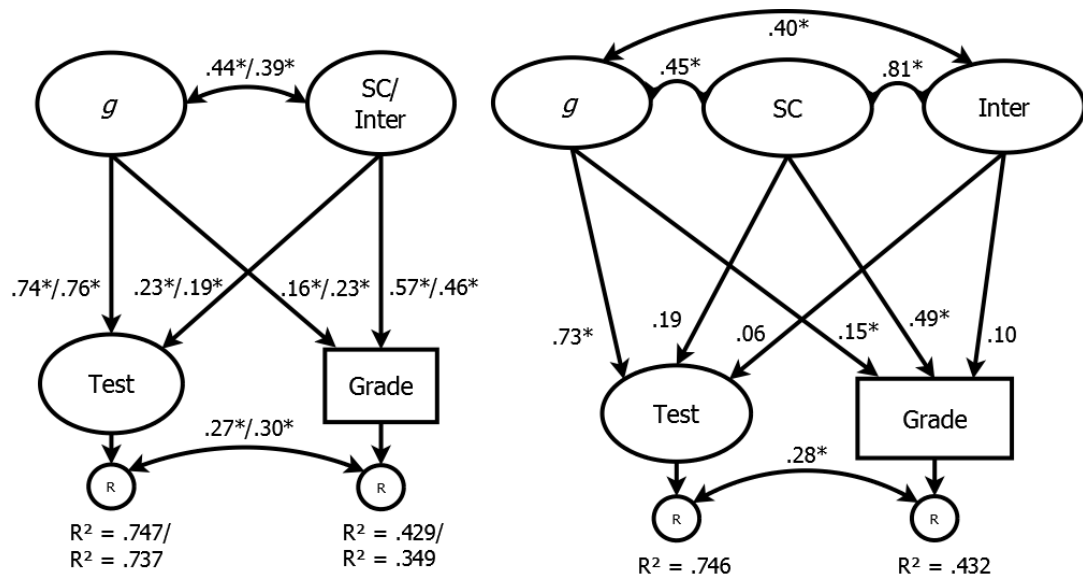 .44*/.39*
g
SC/
Inter
.74*/.76*
.23*/.19*
.16*/.23*
.57*/.46*
Test
Grade
.27*/.30*
R
R
R² = .747/
R² = .737
R² = .429/
R² = .349
.40*
.45*
.81*
g
SC
Inter
.73*
.19
.06
.15*
.49*
.10
Test
Grade
.28*
R
R
R² = .746
R² = .432